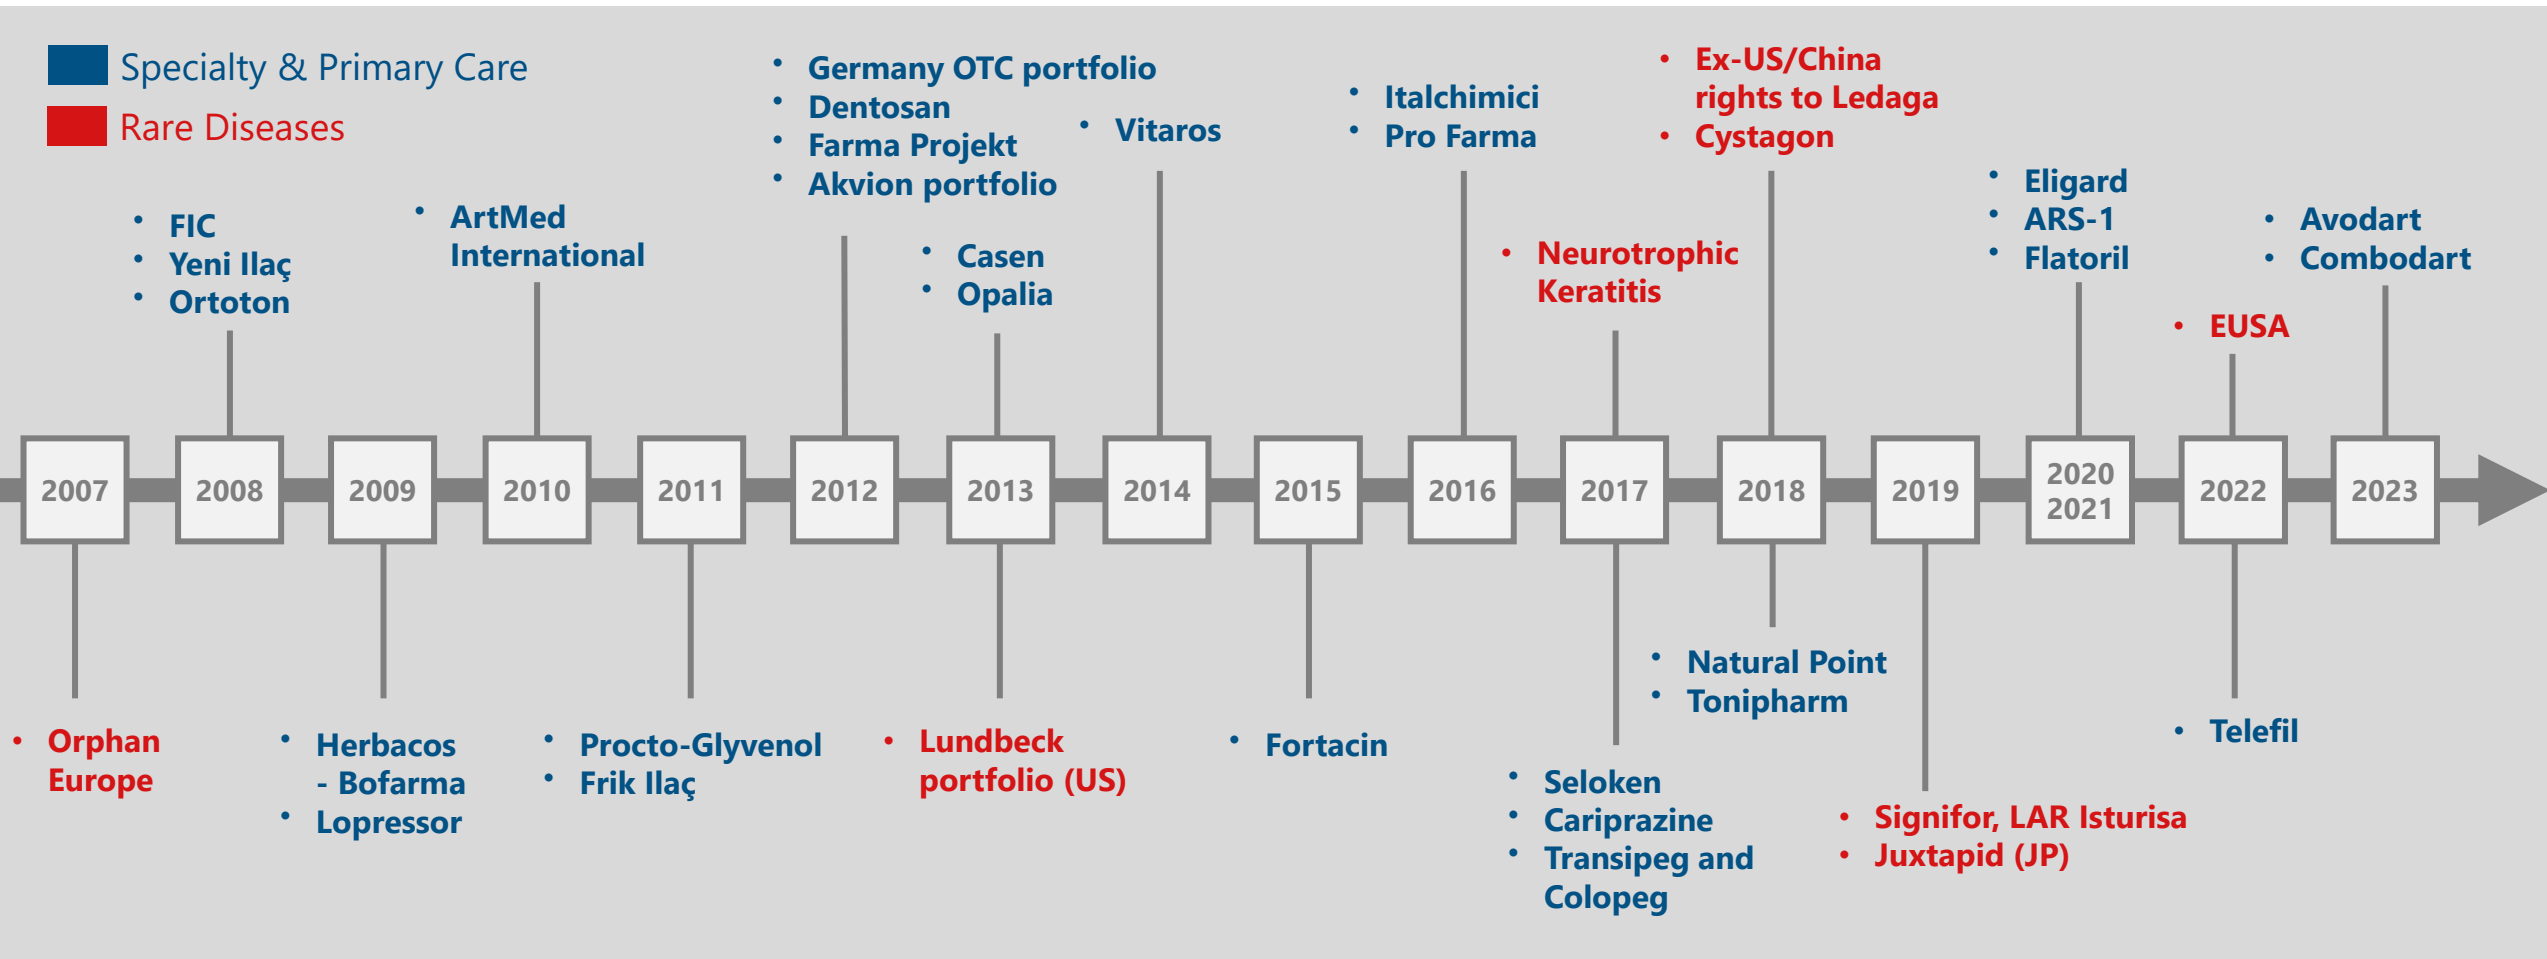 Specialty & Primary Care
Rare Diseases
• FIC
• Yeni Ilaç
• Ortoton
• ArtMed
International
• Germany OTC portfolio
• Dentosan
• Farma Projekt
• Akvion portfolio
• Casen
• Opalia
• Vitaros
• Italchimici
• Pro Farma
• Neurotrophic
Keratitis
• Ex-US/China
rights to Ledaga
• Cystagon
• Eligard
• ARS-1
• Flatoril
• EUSA
• Avodart
• Combodart
2007
2008
2009
2010
2011
2012
2013
2014
2015
2016
2017
2018
2019
2020
2021
2022
2023
• Orphan
Europe
• Herbacos
- Bofarma
• Lopressor
• Procto-Glyvenol
• Frik Ilaç
• Lundbeck
portfolio (US)
• Fortacin
• Seloken
• Cariprazine
• Transipeg and
Colopeg
• Natural Point
• Tonipharm
• Signifor, LAR Isturisa
• Juxtapid (JP)
• Telefil